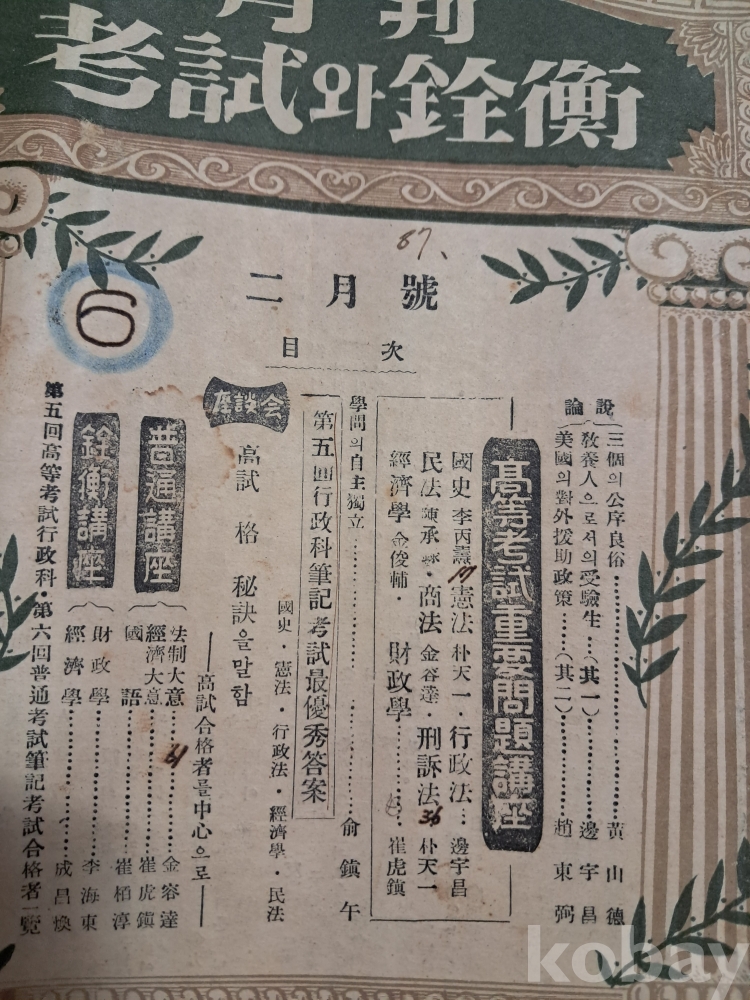 月刊
考試와銓衡
67、
二月號
6
目次
論說
三個의公序良俗…………黃山德
敎養人으로서의受驗生……(其一)……邊宇昌
美國의對外援助政策……(其二)……趙東弼
高等考試重要問題講座
國史 李丙燾・憲法 朴天一・行政法…邊宇昌
民法 陳承・商法 金容達・刑訴法 36 朴天一
經濟學 金俊輔・財政學………崔虎鎭
學問의自主獨立…………兪鎭午
第五回行政科筆記考試最優秀答案
國史・憲法・行政法・經濟學・民法
座談会
高試格 秘訣을말함
――高試合格者를中心으로――
普通講座
法制大意 61 金容達
經濟大意…………崔虎鎭
國語…………崔栢淳
銓衡講座
財政學…………李海東
經濟學…………成昌煥
第五回高等考試行政科・第六回普通考試筆記考試合格者一覽
kobay